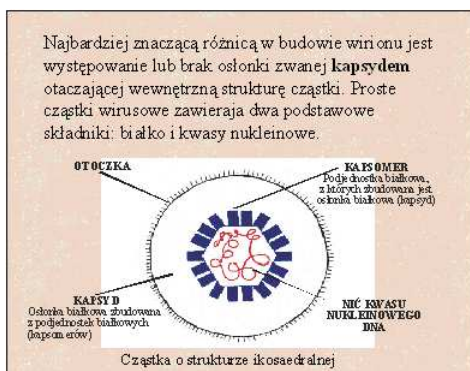 Najbardziej znaczącą różnicą w budowie wirionu jest
występowanie lub brak osłonki zwanej kapsydem
otaczającej wewnętrzną strukturę cząstki. Proste
cząstki wirusowe zawieraja dwa podstawowe
składniki: białko i kwasy nukleinowe.
OTOCZKA
KAPSOMER
Podjednostka białkowa,
z których zbudowana jest
osłonka białkowa (kapsyd)
KAPSYD
Osłonka białkowa zbudowana
z podjednostek białkowych
(kapsomerów)
NIĆ KWASU
NUKLEINOWEGO
DNA
Cząstka o strukturze ikosaedralnej